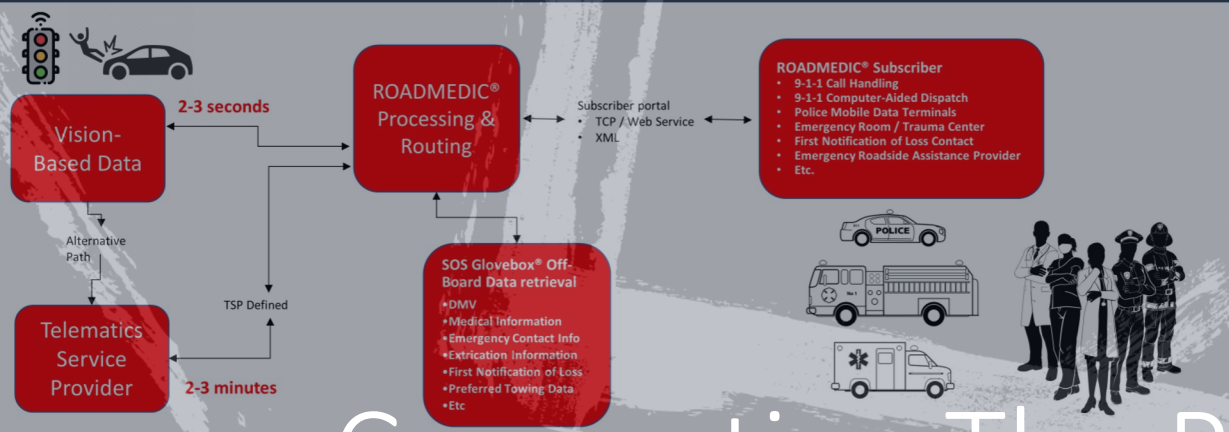 2-3 seconds
Vision-
Based Data
Alternative
Path
Telematics
Service
Provider
2-3 minutes
TSP Defined
ROADMEDIC®
Processing &
Routing
SOS Glovebox® Off-
Board Data retrieval
•DMV
•Medical Information
•Emergency Contact Info
•Extrication Information
•First Notification of Loss
•Preferred Towing Data
•Etc
Subscriber portal
• TCP / Web Service
• XML
ROADMEDIC® Subscriber
• 9-1-1 Call Handling
• 9-1-1 Computer-Aided Dispatch
• Police Mobile Data Terminals
• Emergency Room / Trauma Center
• First Notification of Loss Contact
• Emergency Roadside Assistance Provider
• Etc.
POLICE
No.1